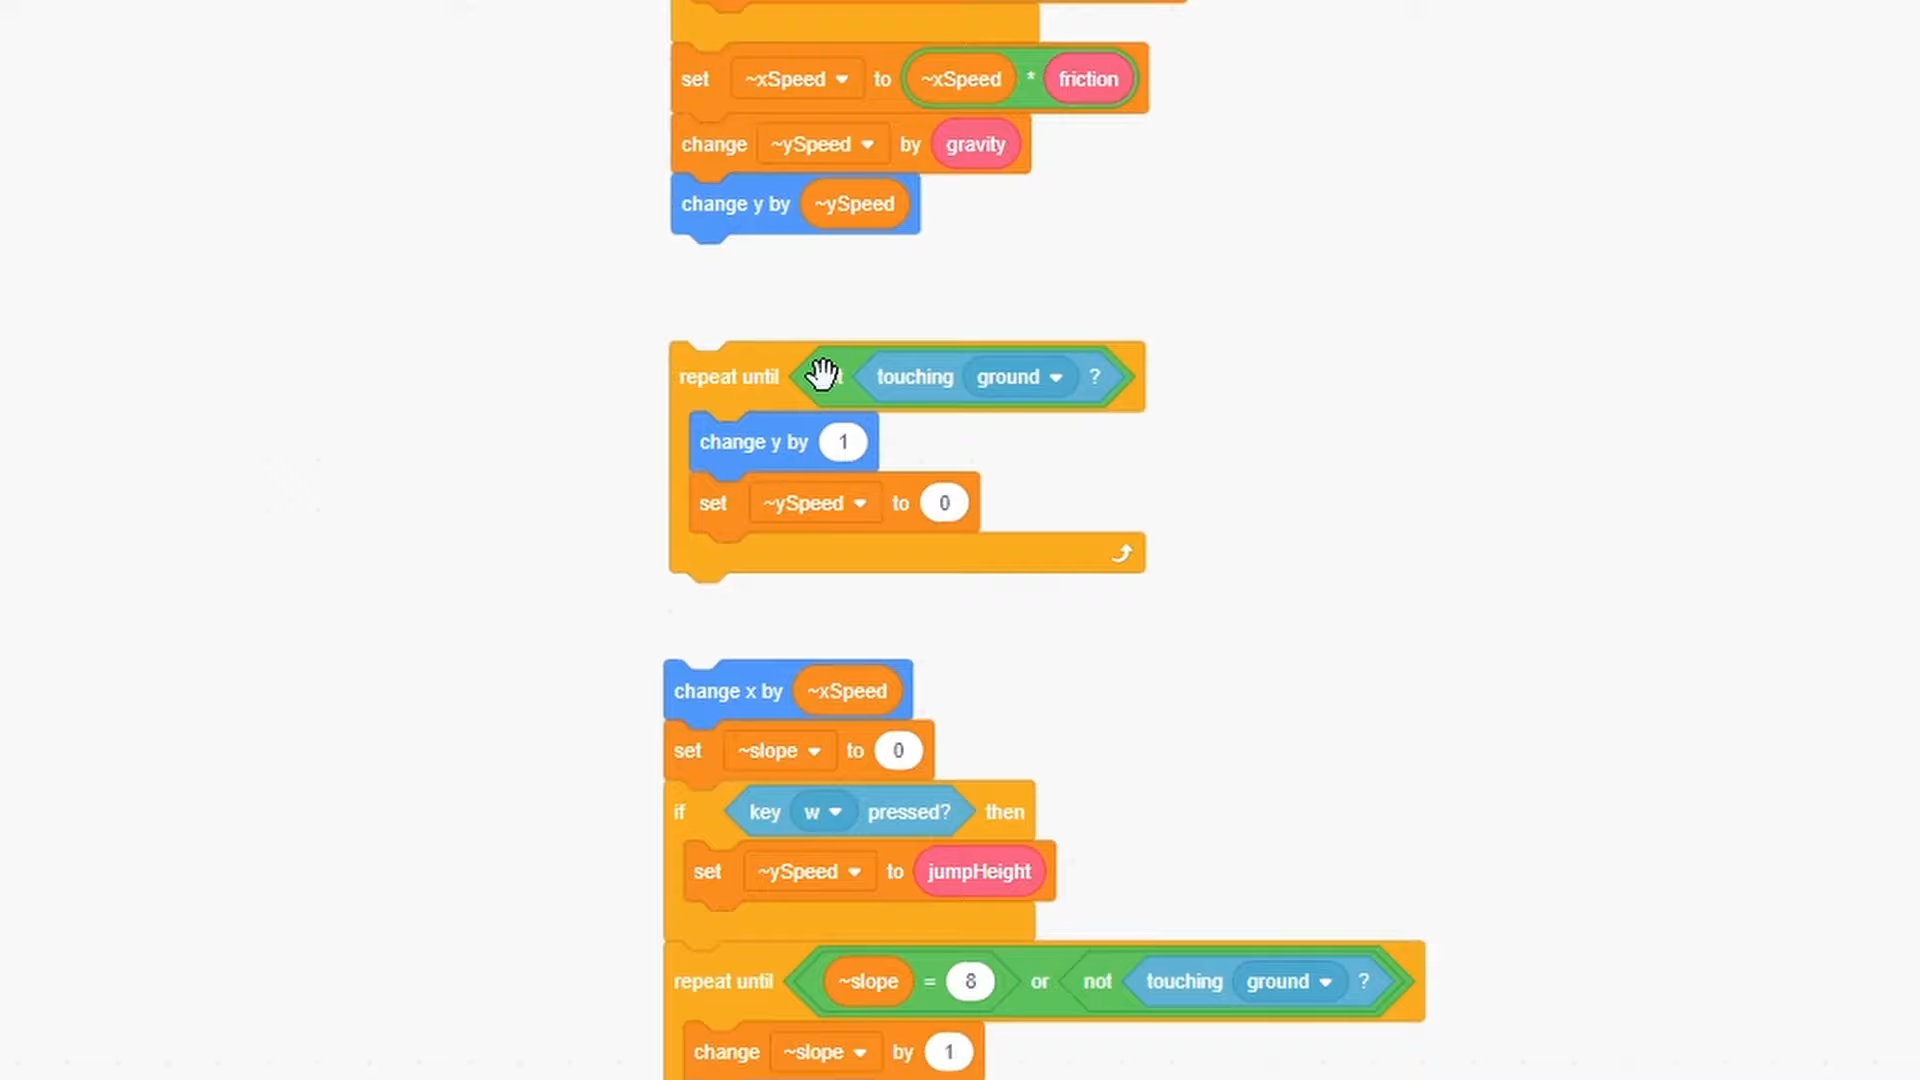 set ~xSpeed to ~xSpeed * friction
change ~ySpeed by gravity
change y by ~ySpeed
repeat until touching ground ?
change y by 1
set ~ySpeed to 0
change x by ~xSpeed
set ~slope to 0
if key w pressed? then
set ~ySpeed to jumpHeight
repeat until ~slope = 8 or not touching ground ?
change ~slope by 1